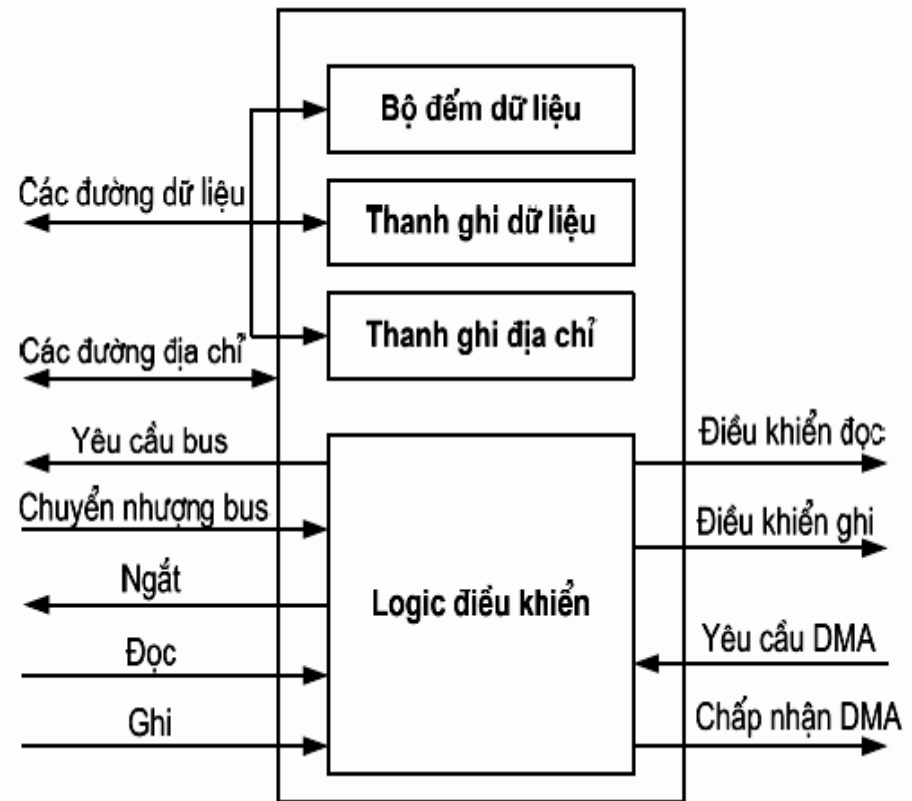 Bộ đếm dữ liệu
Các đường dữ liệu
Thanh ghi dữ liệu
Thanh ghi địa chỉ
Các đường địa chỉ
Yêu cầu bus
Điều khiển đọc
Chuyển nhượng bus
Điều khiển ghi
Ngắt
Logic điều khiển
Đọc
Yêu cầu DMA
Ghi
Chấp nhận DMA